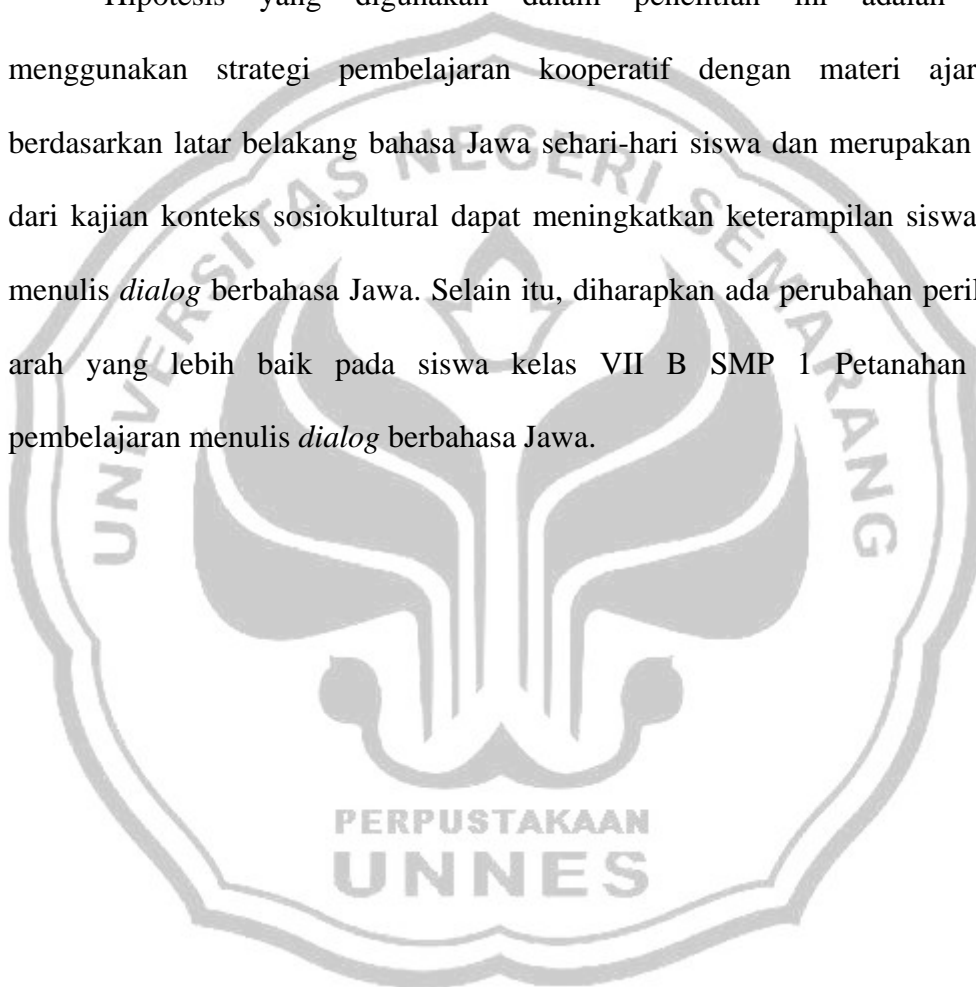 Hipotesis yang digunakan dalam penelitian ini adalah
menggunakan strategi pembelajaran kooperatif dengan materi ajar
berdasarkan latar belakang bahasa Jawa sehari-hari siswa dan merupakan
dari kajian konteks sosiokultural dapat meningkatkan keterampilan siswa
menulis dialog berbahasa Jawa. Selain itu, diharapkan ada perubahan peril
arah yang lebih baik pada siswa kelas VII B SMP 1 Petanahan
pembelajaran menulis dialog berbahasa Jawa.
UNIVERSITAS NEGERI SEMARANG
PERPUSTAKAAN
UNNES